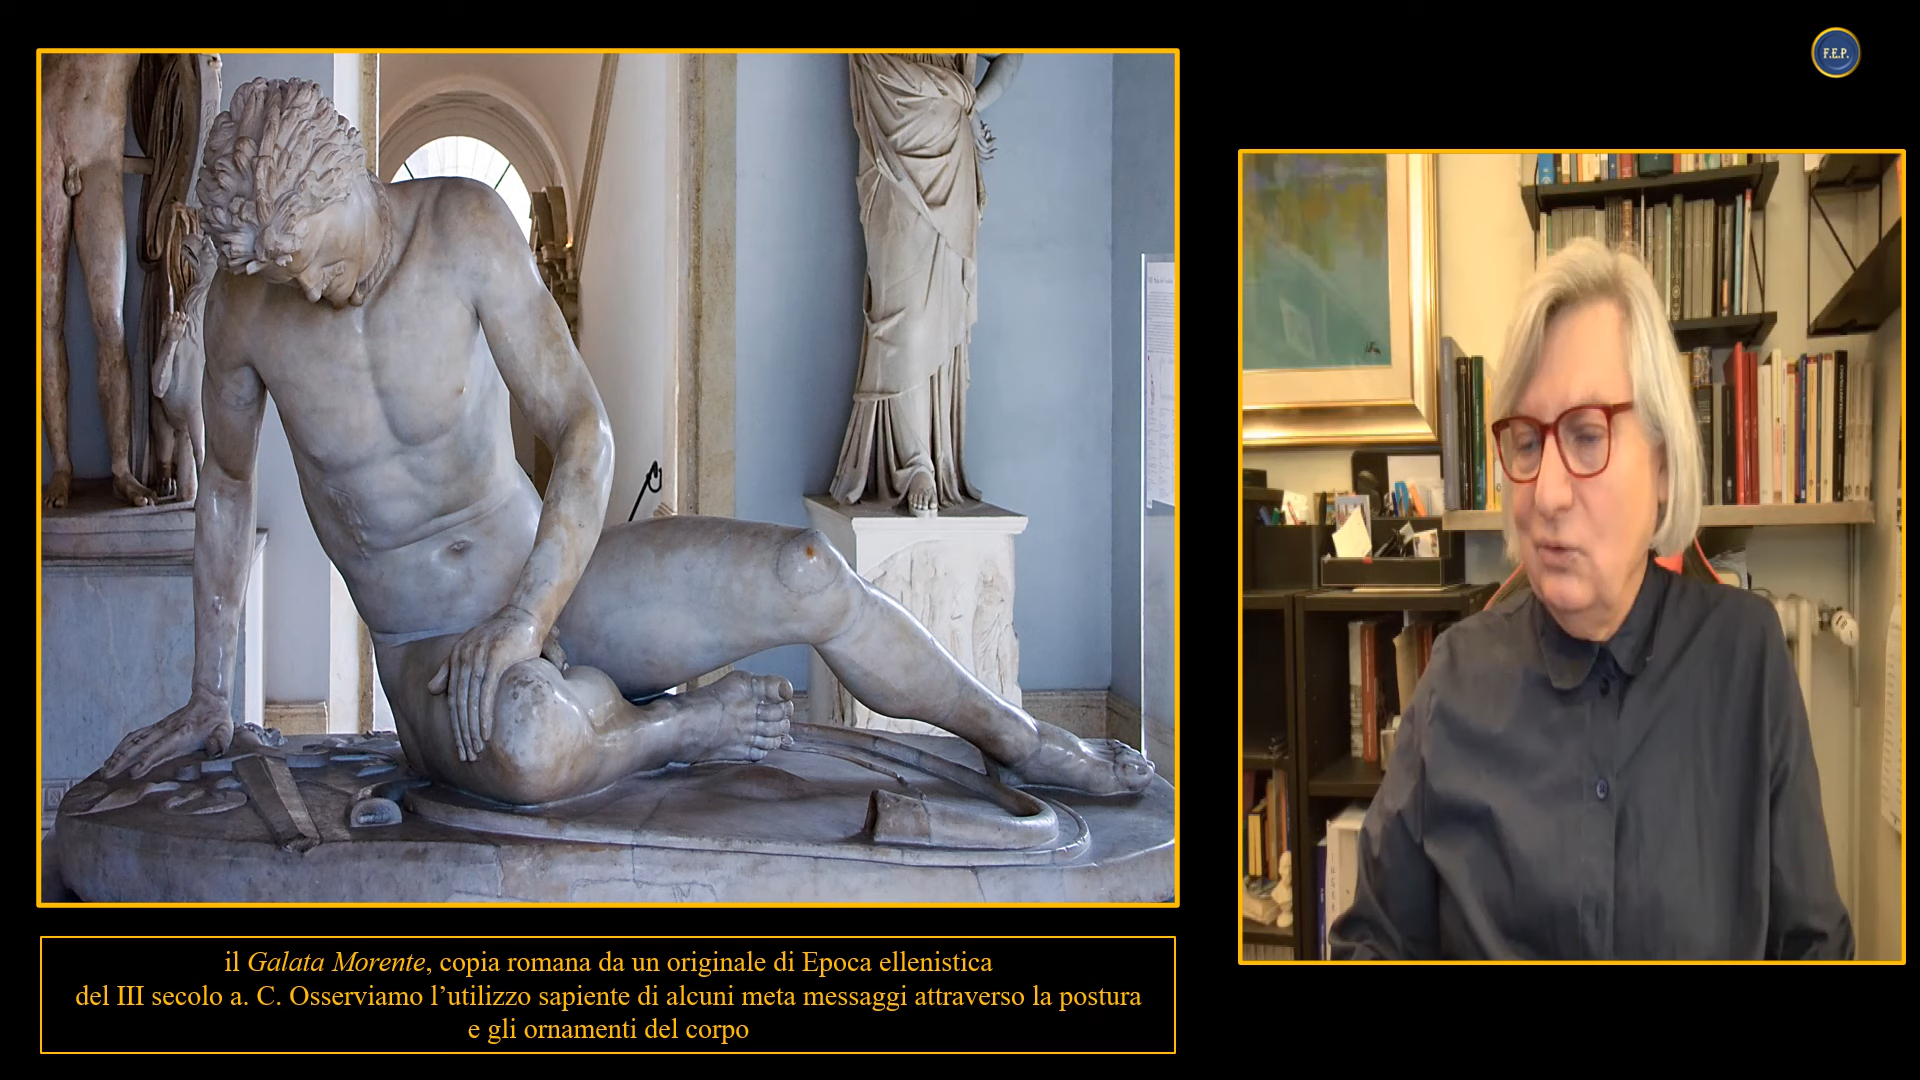 F.E.P.
il Galata Morente, copia romana da un originale di Epoca ellenistica
del III secolo a. C. Osserviamo l’utilizzo sapiente di alcuni meta messaggi attraverso la postura
e gli ornamenti del corpo